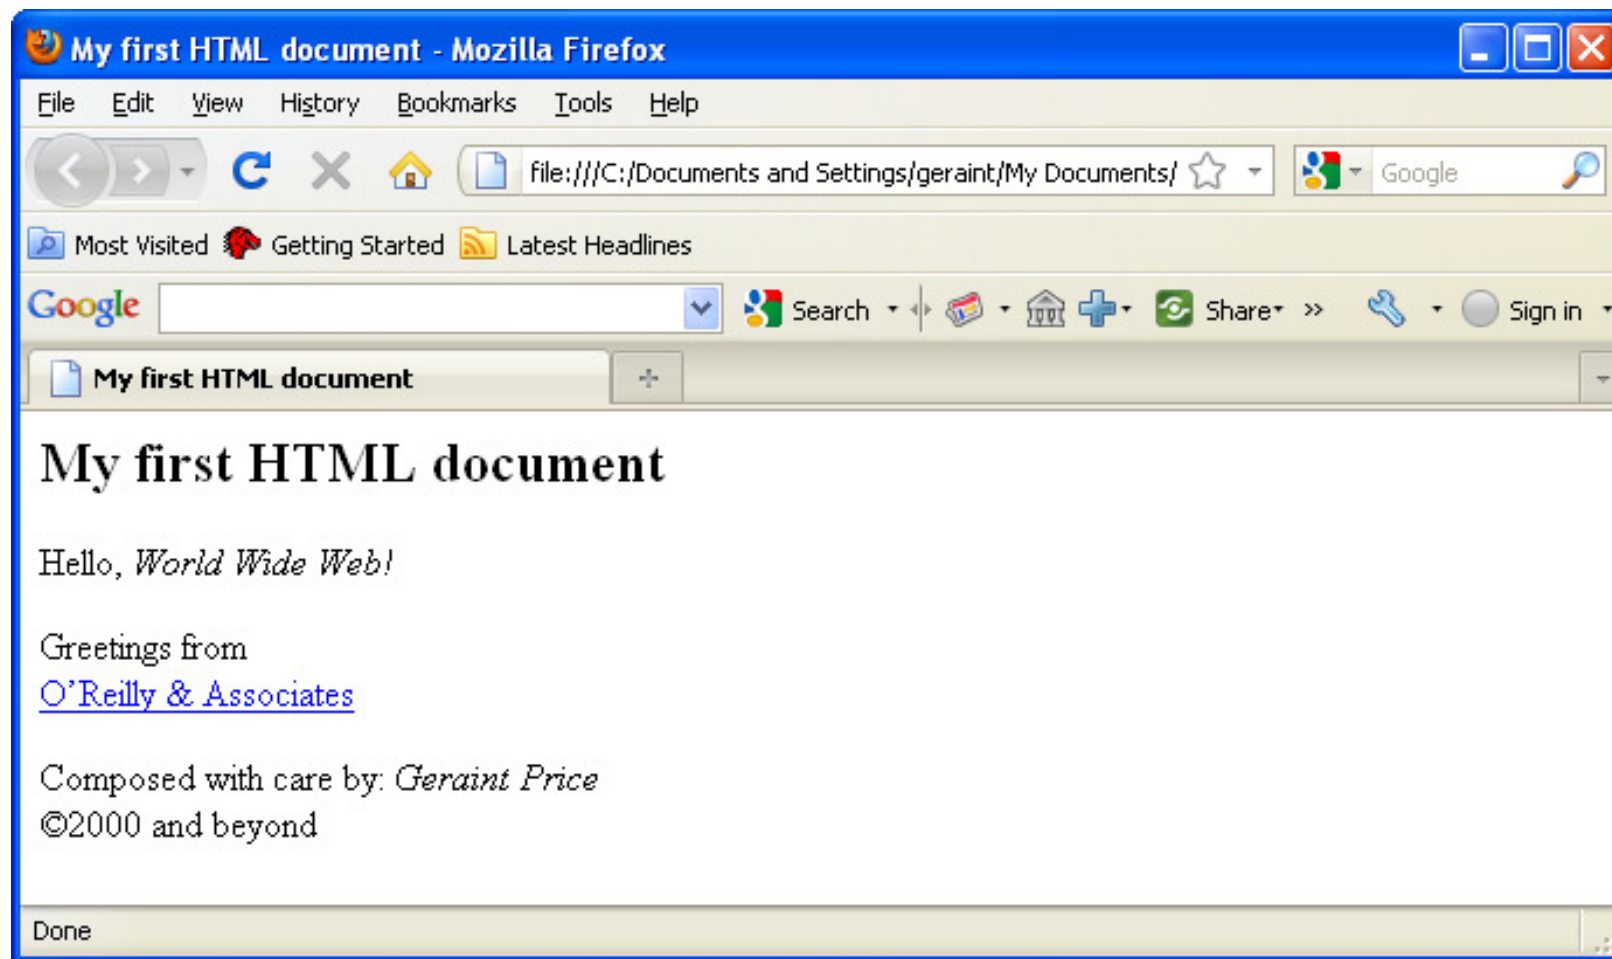 My first HTML document - Mozilla Firefox
File Edit View History Bookmarks Tools Help
file:///C:/Documents and Settings/geraint/My Documents/ Google
Most Visited Getting Started Latest Headlines
Google Search Share Sign in
My first HTML document
My first HTML document
Hello, World Wide Web!
Greetings from
O’Reilly & Associates
Composed with care by: Geraint Price
©2000 and beyond
Done